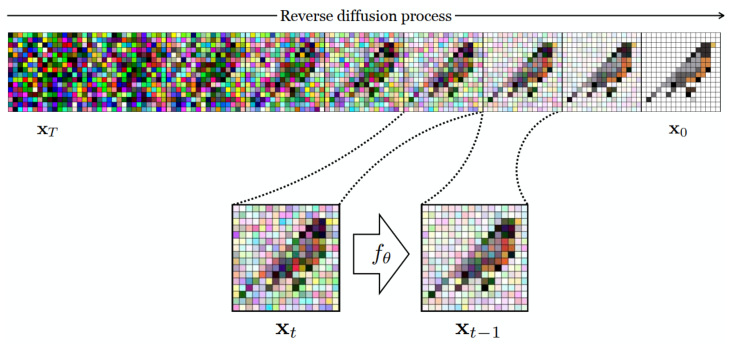 Reverse diffusion process
x_T
x_0
f_θ
x_t
x_{t−1}